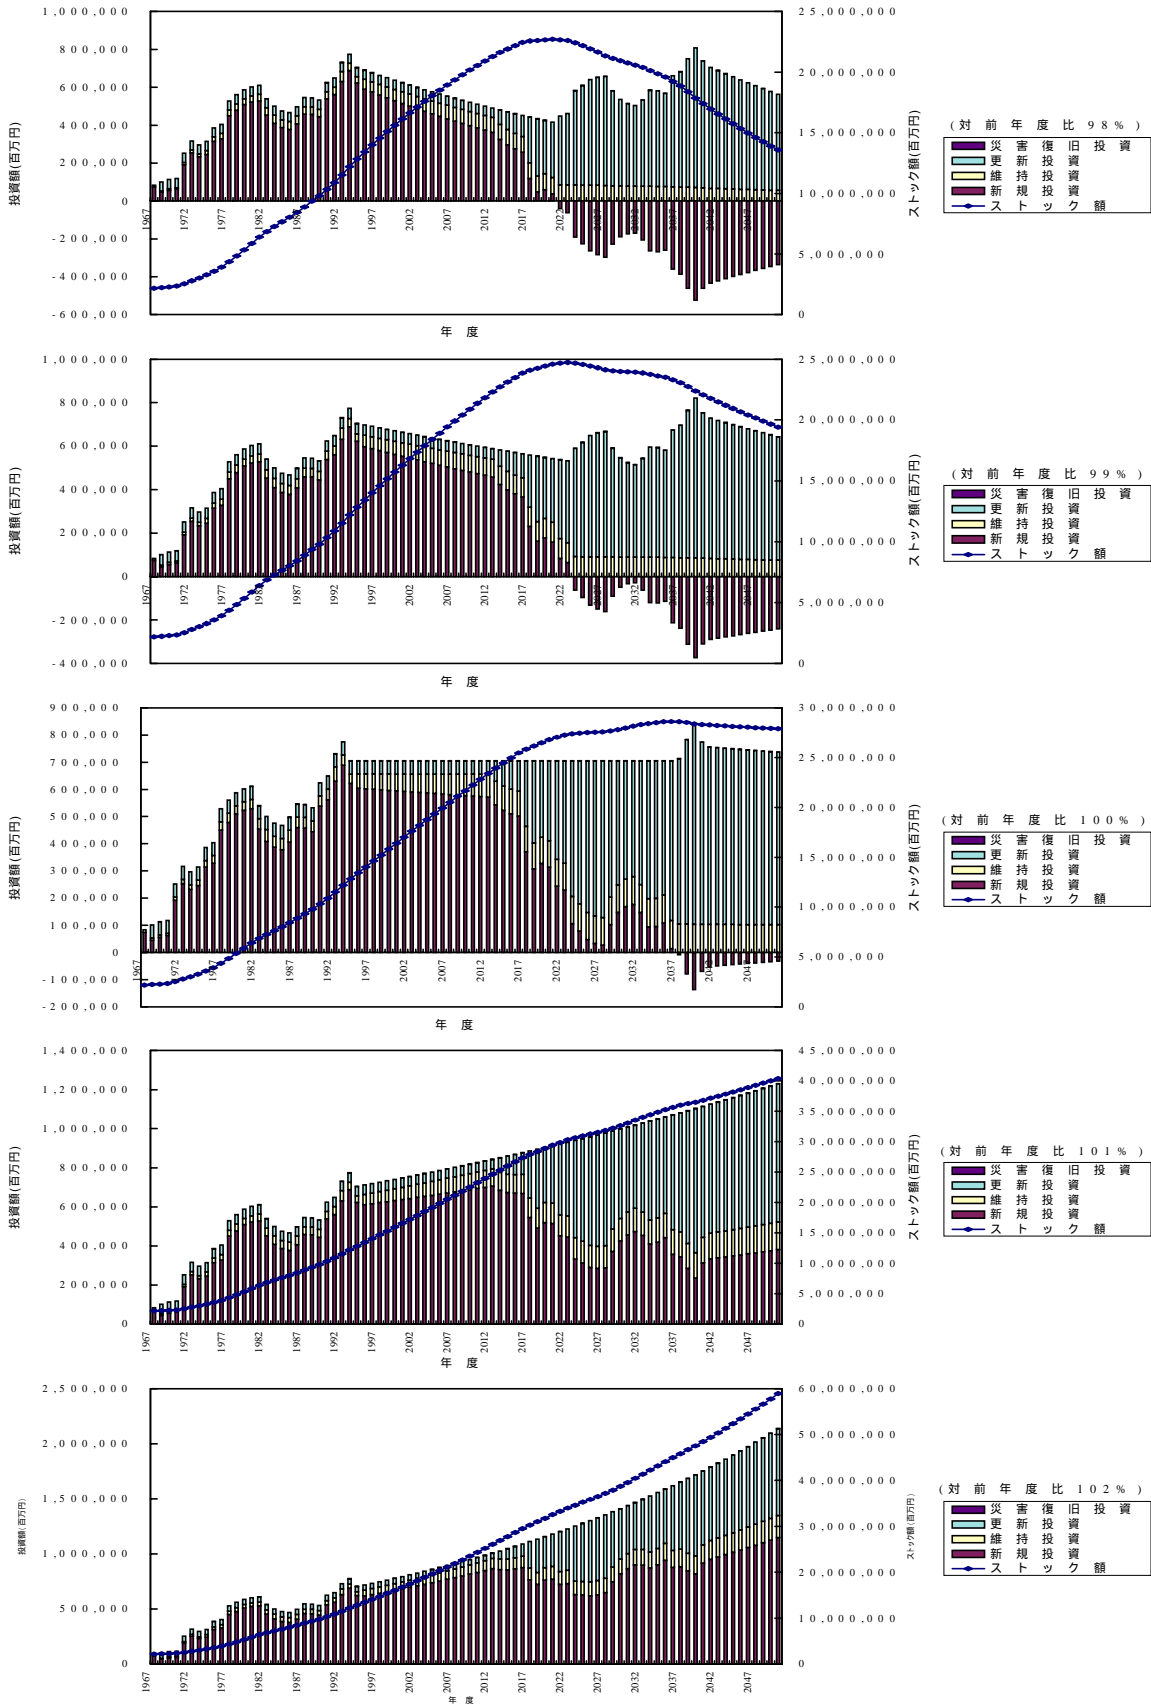 1,000,000
800,000
600,000
400,000
200,000
0
-200,000
-400,000
-600,000
投資額(百万円)
1967 1972 1977 1982 1987 1992 1997 2002 2007 2012 2017 2022 2027 2032 2037 2042 2047
年 度
25,000,000
20,000,000
15,000,000
10,000,000
5,000,000
0
ストック額(百万円)
(対 前 年 度 比 98%)
災 害 復 旧 投 資
更 新 投 資
維 持 投 資
新 規 投 資
ス ト ッ ク 額
1,000,000
800,000
600,000
400,000
200,000
0
-200,000
-400,000
投資額(百万円)
1967 1972 1977 1982 1987 1992 1997 2002 2007 2012 2017 2022 2027 2032 2037 2042 2047
年 度
25,000,000
20,000,000
15,000,000
10,000,000
5,000,000
0
ストック額(百万円)
(対 前 年 度 比 99%)
災 害 復 旧 投 資
更 新 投 資
維 持 投 資
新 規 投 資
ス ト ッ ク 額
900,000
800,000
700,000
600,000
500,000
400,000
300,000
200,000
100,000
0
-100,000
-200,000
投資額(百万円)
1967 1972 1977 1982 1987 1992 1997 2002 2007 2012 2017 2022 2027 2032 2037 2042 2047
年 度
30,000,000
25,000,000
20,000,000
15,000,000
10,000,000
5,000,000
0
ストック額(百万円)
(対 前 年 度 比 100%)
災 害 復 旧 投 資
更 新 投 資
維 持 投 資
新 規 投 資
ス ト ッ ク 額
1,400,000
1,200,000
1,000,000
800,000
600,000
400,000
200,000
0
投資額(百万円)
1967 1972 1977 1982 1987 1992 1997 2002 2007 2012 2017 2022 2027 2032 2037 2042 2047
年 度
45,000,000
40,000,000
35,000,000
30,000,000
25,000,000
20,000,000
15,000,000
10,000,000
5,000,000
0
ストック額(百万円)
(対 前 年 度 比 101%)
災 害 復 旧 投 資
更 新 投 資
維 持 投 資
新 規 投 資
ス ト ッ ク 額
2,500,000
2,000,000
1,500,000
1,000,000
500,000
0
投資額(百万円)
1967 1972 1977 1982 1987 1992 1997 2002 2007 2012 2017 2022 2027 2032 2037 2042 2047
年 度
60,000,000
50,000,000
40,000,000
30,000,000
20,000,000
10,000,000
0
ストック額(百万円)
(対 前 年 度 比 102%)
災 害 復 旧 投 資
更 新 投 資
維 持 投 資
新 規 投 資
ス ト ッ ク 額